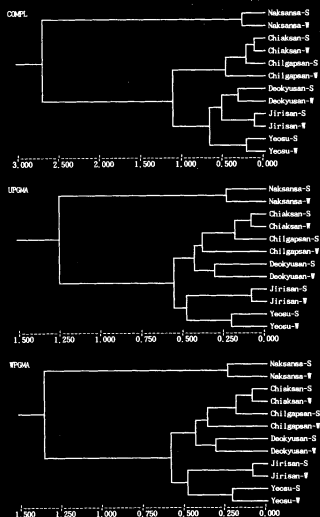 COMPL
Naksansa-S
Naksansa-W
Chiaksan-S
Chiaksan-W
Chilgapsan-S
Chilgapsan-W
Deokyusan-S
Deokyusan-W
Jirisan-S
Jirisan-W
Yeosu-S
Yeosu-W
3.000 2.500 2.000 1.500 1.000 0.500 0.000
UPGMA
Naksansa-S
Naksansa-W
Chiaksan-S
Chiaksan-W
Chilgapsan-S
Chilgapsan-W
Deokyusan-S
Deokyusan-W
Jirisan-S
Jirisan-W
Yeosu-S
Yeosu-W
1.500 1.250 1.000 0.750 0.500 0.250 0.000
WPGMA
Naksansa-S
Naksansa-W
Chiaksan-S
Chiaksan-W
Chilgapsan-S
Chilgapsan-W
Deokyusan-S
Deokyusan-W
Jirisan-S
Jirisan-W
Yeosu-S
Yeosu-W
1.500 1.250 1.000 0.750 0.500 0.250 0.000